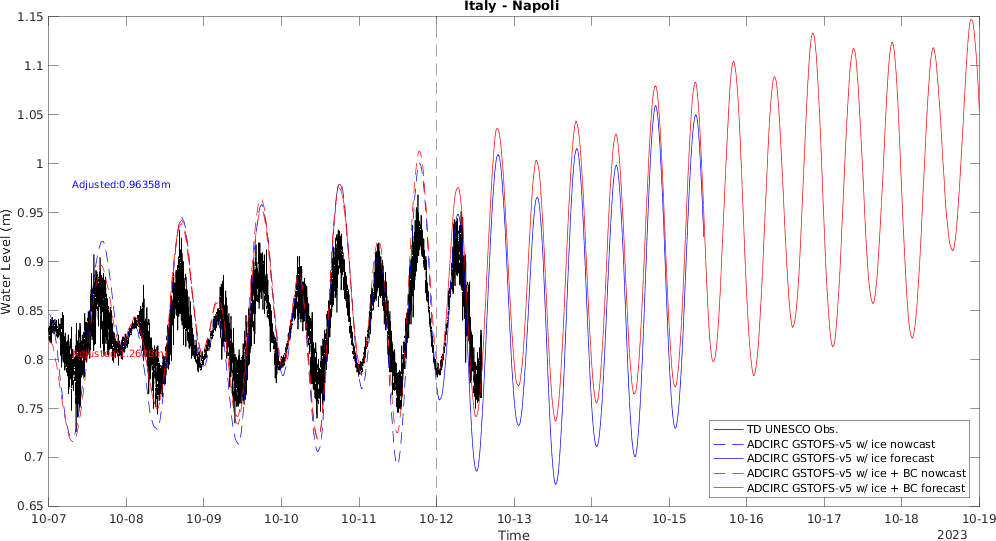 Italy - Napoli
Water Level (m)
1.15
1.1
1.05
1
0.95
0.9
0.85
0.8
0.75
0.7
0.65
Adjusted:0.96358m
TD UNESCO Obs.
ADCIRC GSTOFS-v5 w/ ice nowcast
ADCIRC GSTOFS-v5 w/ ice forecast
ADCIRC GSTOFS-v5 w/ ice + BC nowcast
ADCIRC GSTOFS-v5 w/ ice + BC forecast
10-07 10-08 10-09 10-10 10-11 10-12 10-13 10-14 10-15 10-16 10-17 10-18 10-19
Time
2023